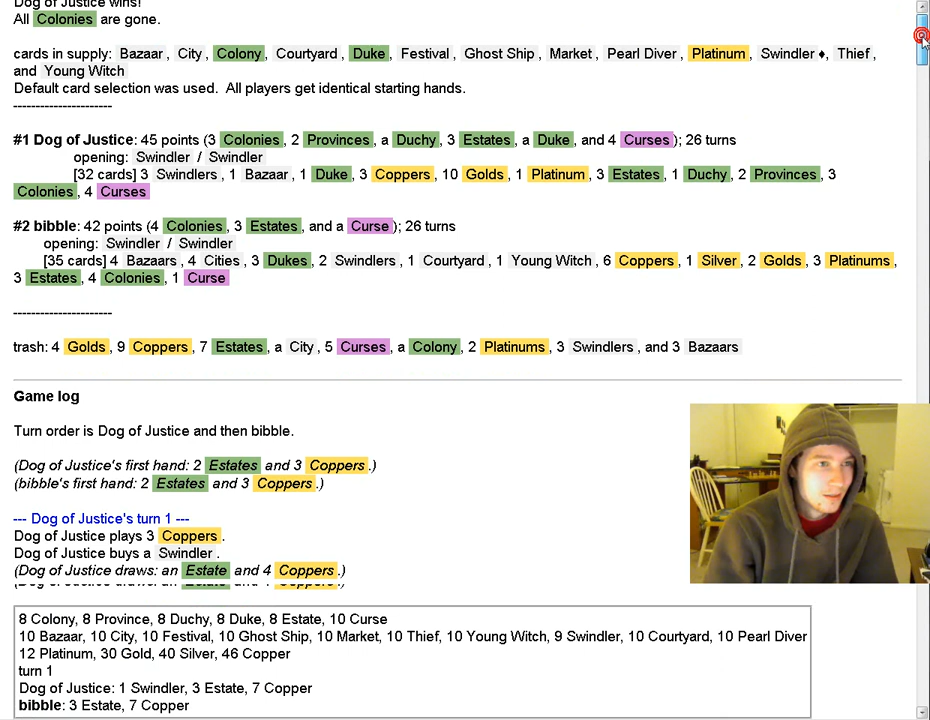 Dog of Justice wins!
All Colonies are gone.
cards in supply: Bazaar, City, Colony, Courtyard, Duke, Festival, Ghost Ship, Market, Pearl Diver, Platinum, Swindler ♦, Thief,
and Young Witch
Default card selection was used. All players get identical starting hands.
----------------------
#1 Dog of Justice: 45 points (3 Colonies, 2 Provinces, a Duchy, 3 Estates, a Duke, and 4 Curses); 26 turns
opening: Swindler / Swindler
[32 cards] 3 Swindlers, 1 Bazaar, 1 Duke, 3 Coppers, 10 Golds, 1 Platinum, 3 Estates, 1 Duchy, 2 Provinces, 3
Colonies, 4 Curses
#2 bibble: 42 points (4 Colonies, 3 Estates, and a Curse); 26 turns
opening: Swindler / Swindler
[35 cards] 4 Bazaars, 4 Cities, 3 Dukes, 2 Swindlers, 1 Courtyard, 1 Young Witch, 6 Coppers, 1 Silver, 2 Golds, 3 Platinums,
3 Estates, 4 Colonies, 1 Curse
----------------------
trash: 4 Golds, 9 Coppers, 7 Estates, a City, 5 Curses, a Colony, 2 Platinums, 3 Swindlers, and 3 Bazaars
Game log
Turn order is Dog of Justice and then bibble.
(Dog of Justice's first hand: 2 Estates and 3 Coppers.)
(bibble's first hand: 2 Estates and 3 Coppers.)
--- Dog of Justice's turn 1 ---
Dog of Justice plays 3 Coppers.
Dog of Justice buys a Swindler.
(Dog of Justice draws: an Estate and 4 Coppers.)
8 Colony, 8 Province, 8 Duchy, 8 Duke, 8 Estate, 10 Curse
10 Bazaar, 10 City, 10 Festival, 10 Ghost Ship, 10 Market, 10 Thief, 10 Young Witch, 9 Swindler, 10 Courtyard, 10 Pearl Diver
12 Platinum, 30 Gold, 40 Silver, 46 Copper
turn 1
Dog of Justice: 1 Swindler, 3 Estate, 7 Copper
bibble: 3 Estate, 7 Copper